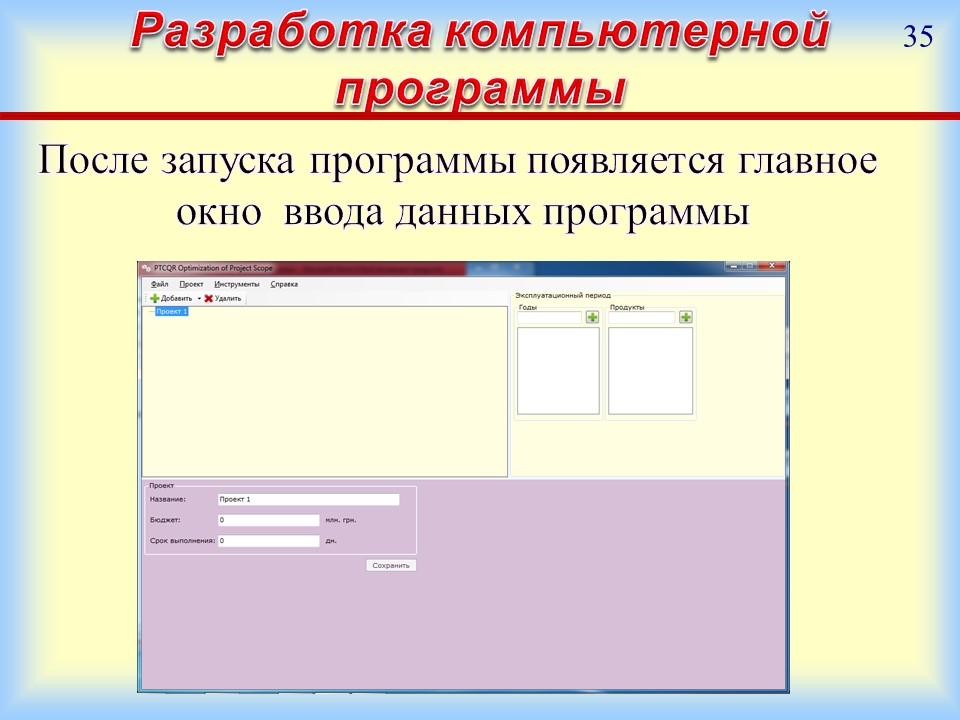 Разработка компьютерной
программы
35
После запуска программы появляется главное
окно ввода данных программы
PTCQR Optimization of Project Scope
Файл Проект Инструменты Справка
Добавить Удалить
Проект 1
Эксплуатационный период
Годы Продукты
Проект
Название: Проект 1
Бюджет: 0 млн. грн.
Срок выполнения: 0 дн.
Сохранить